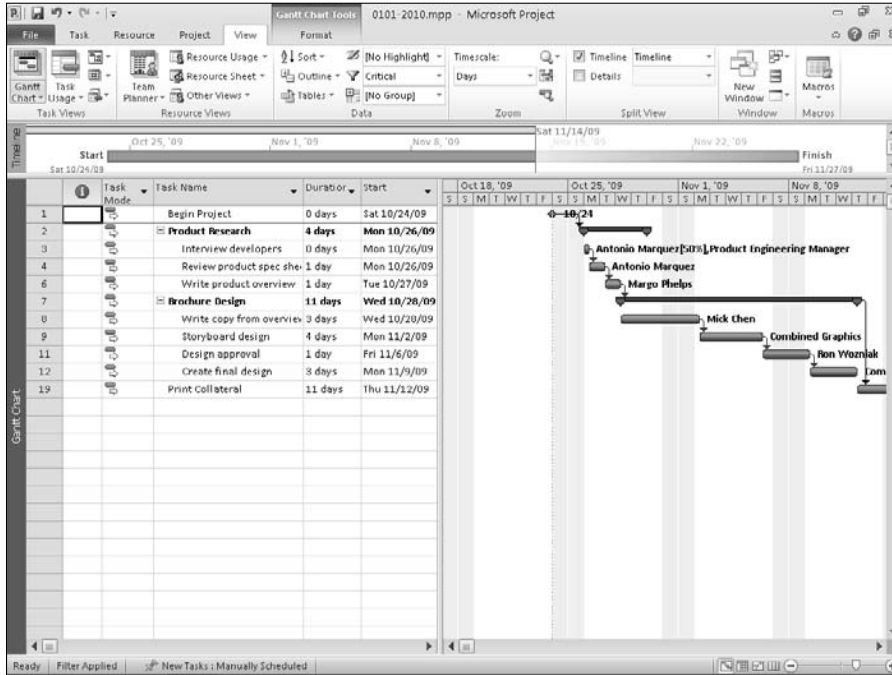 Gantt Chart Tools 0101-2010.mpp - Microsoft Project
File Task Resource Project View Format
Gantt Chart
Task Usage
Team Planner
Resource Usage
Resource Sheet
Other Views
Sort
Outline
Tables
[No Highlight]
Critical
[No Group]
Timescale:
Days
Timeline Timeline
Details
New Window
Macros
Task Views Resource Views Data Zoom Split View Window Macros
Timeline
Sat 11/14/09
Oct 25, '09 Nov 1, '09 Nov 8, '09 Nov 15, '09 Nov 22, '09
Start Finish
Sat 10/24/09 Fri 11/27/09
Task Mode Task Name Duration Start
Oct 18, '09 Oct 25, '09 Nov 1, '09 Nov 8, '09
S S M T W T F S S M T W T F S S M T W T F S S M T W T F
1 Begin Project 0 days Sat 10/24/09 10/24
2 Product Research 4 days Mon 10/26/09
3 Interview developers 0 days Mon 10/26/09 Antonio Marquez[50%],Product Engineering Manager
4 Review product spec she 1 day Mon 10/26/09 Antonio Marquez
6 Write product overview 1 day Tue 10/27/09 Margo Phelps
7 Brochure Design 11 days Wed 10/28/09
8 Write copy from overview 3 days Wed 10/28/09 Mick Chen
9 Storyboard design 4 days Mon 11/2/09 Combined Graphics
11 Design approval 1 day Fri 11/6/09 Ron Wozniak
12 Create final design 3 days Mon 11/9/09 Com
19 Print Collateral 11 days Thu 11/12/09
Gantt Chart
Ready Filter Applied New Tasks : Manually Scheduled